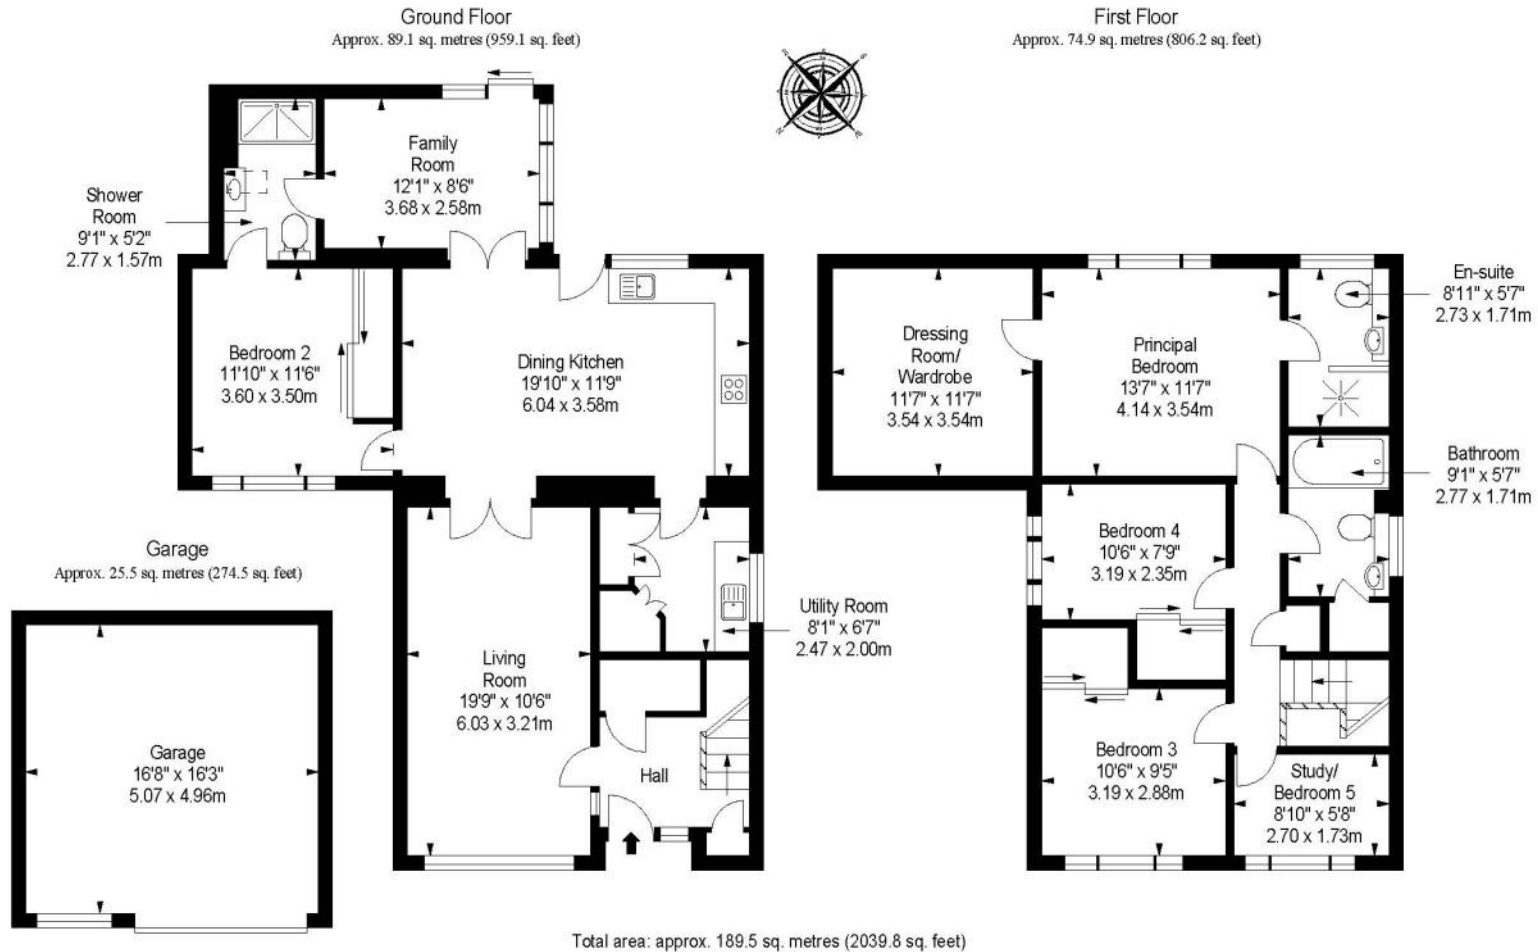 Ground Floor
Approx. 89.1 sq. metres (959.1 sq. feet)
First Floor
Approx. 74.9 sq. metres (806.2 sq. feet)
Family
Room
12'1" x 8'6"
3.68 x 2.58m
Shower
Room
9'1" x 5'2"
2.77 x 1.57m
Bedroom 2
11'10" x 11'6"
3.60 x 3.50m
Dining Kitchen
19'10" x 11'9"
6.04 x 3.58m
Dressing
Room/
Wardrobe
11'7" x 11'7"
3.54 x 3.54m
Principal
Bedroom
13'7" x 11'7"
4.14 x 3.54m
En-suite
8'11" x 5'7"
2.73 x 1.71m
Bathroom
9'1" x 5'7"
2.77 x 1.71m
Bedroom 4
10'6" x 7'9"
3.19 x 2.35m
Garage
Approx. 25.5 sq. metres (274.5 sq. feet)
Utility Room
8'1" x 6'7"
2.47 x 2.00m
Living
Room
19'9" x 10'6"
6.03 x 3.21m
Garage
16'8" x 16'3"
5.07 x 4.96m
Hall
Bedroom 3
10'6" x 9'5"
3.19 x 2.88m
Study/
Bedroom 5
8'10" x 5'8"
2.70 x 1.73m
Total area: approx. 189.5 sq. metres (2039.8 sq. feet)